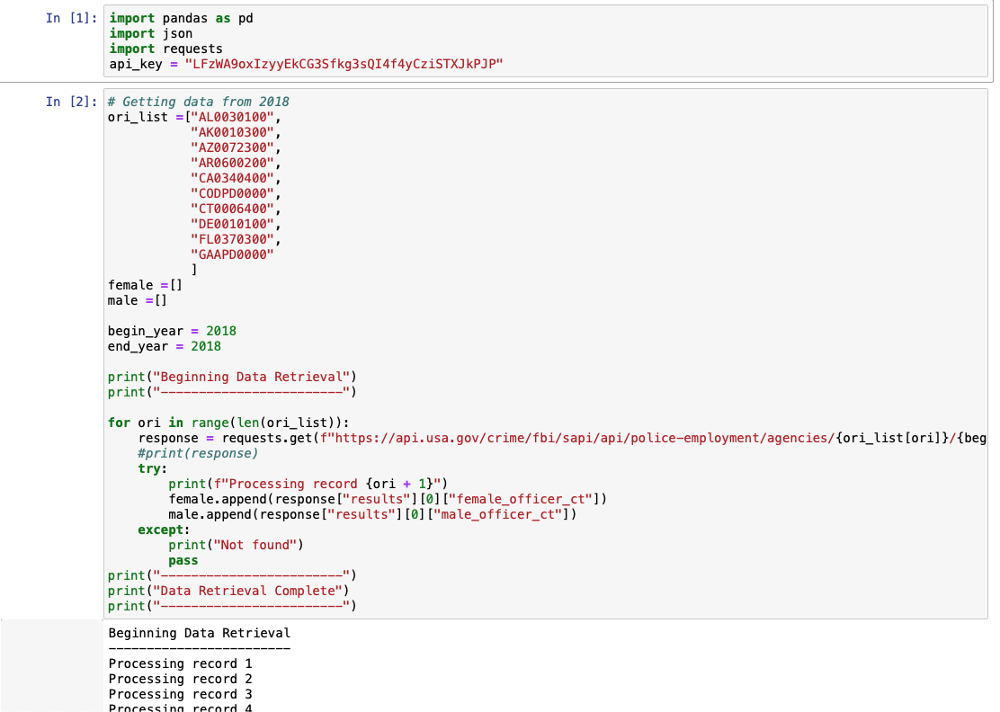 In [1]:
import pandas as pd
import json
import requests
api_key = "LFzWA9oxIzyyEkCG3Sfkg3sQI4f4yCziSTXJkPJP"
In [2]:
# Getting data from 2018
ori_list =["AL0030100",
"AK0010300",
"AZ0072300",
"AR0600200",
"CA0340400",
"CODPD0000",
"CT0006400",
"DE0010100",
"FL0370300",
"GAAPD0000"
]
female =[]
male =[]
begin_year = 2018
end_year = 2018
print("Beginning Data Retrieval")
print("------------------------")
for ori in range(len(ori_list)):
response = requests.get(f"https://api.usa.gov/crime/fbi/sapi/api/police-employment/agencies/{ori_list[ori]}/{beg
#print(response)
try:
print(f"Processing record {ori + 1}")
female.append(response["results"][0]["female_officer_ct"])
male.append(response["results"][0]["male_officer_ct"])
except:
print("Not found")
pass
print("------------------------")
print("Data Retrieval Complete")
print("------------------------")
Beginning Data Retrieval
------------------------
Processing record 1
Processing record 2
Processing record 3
Processing record 4